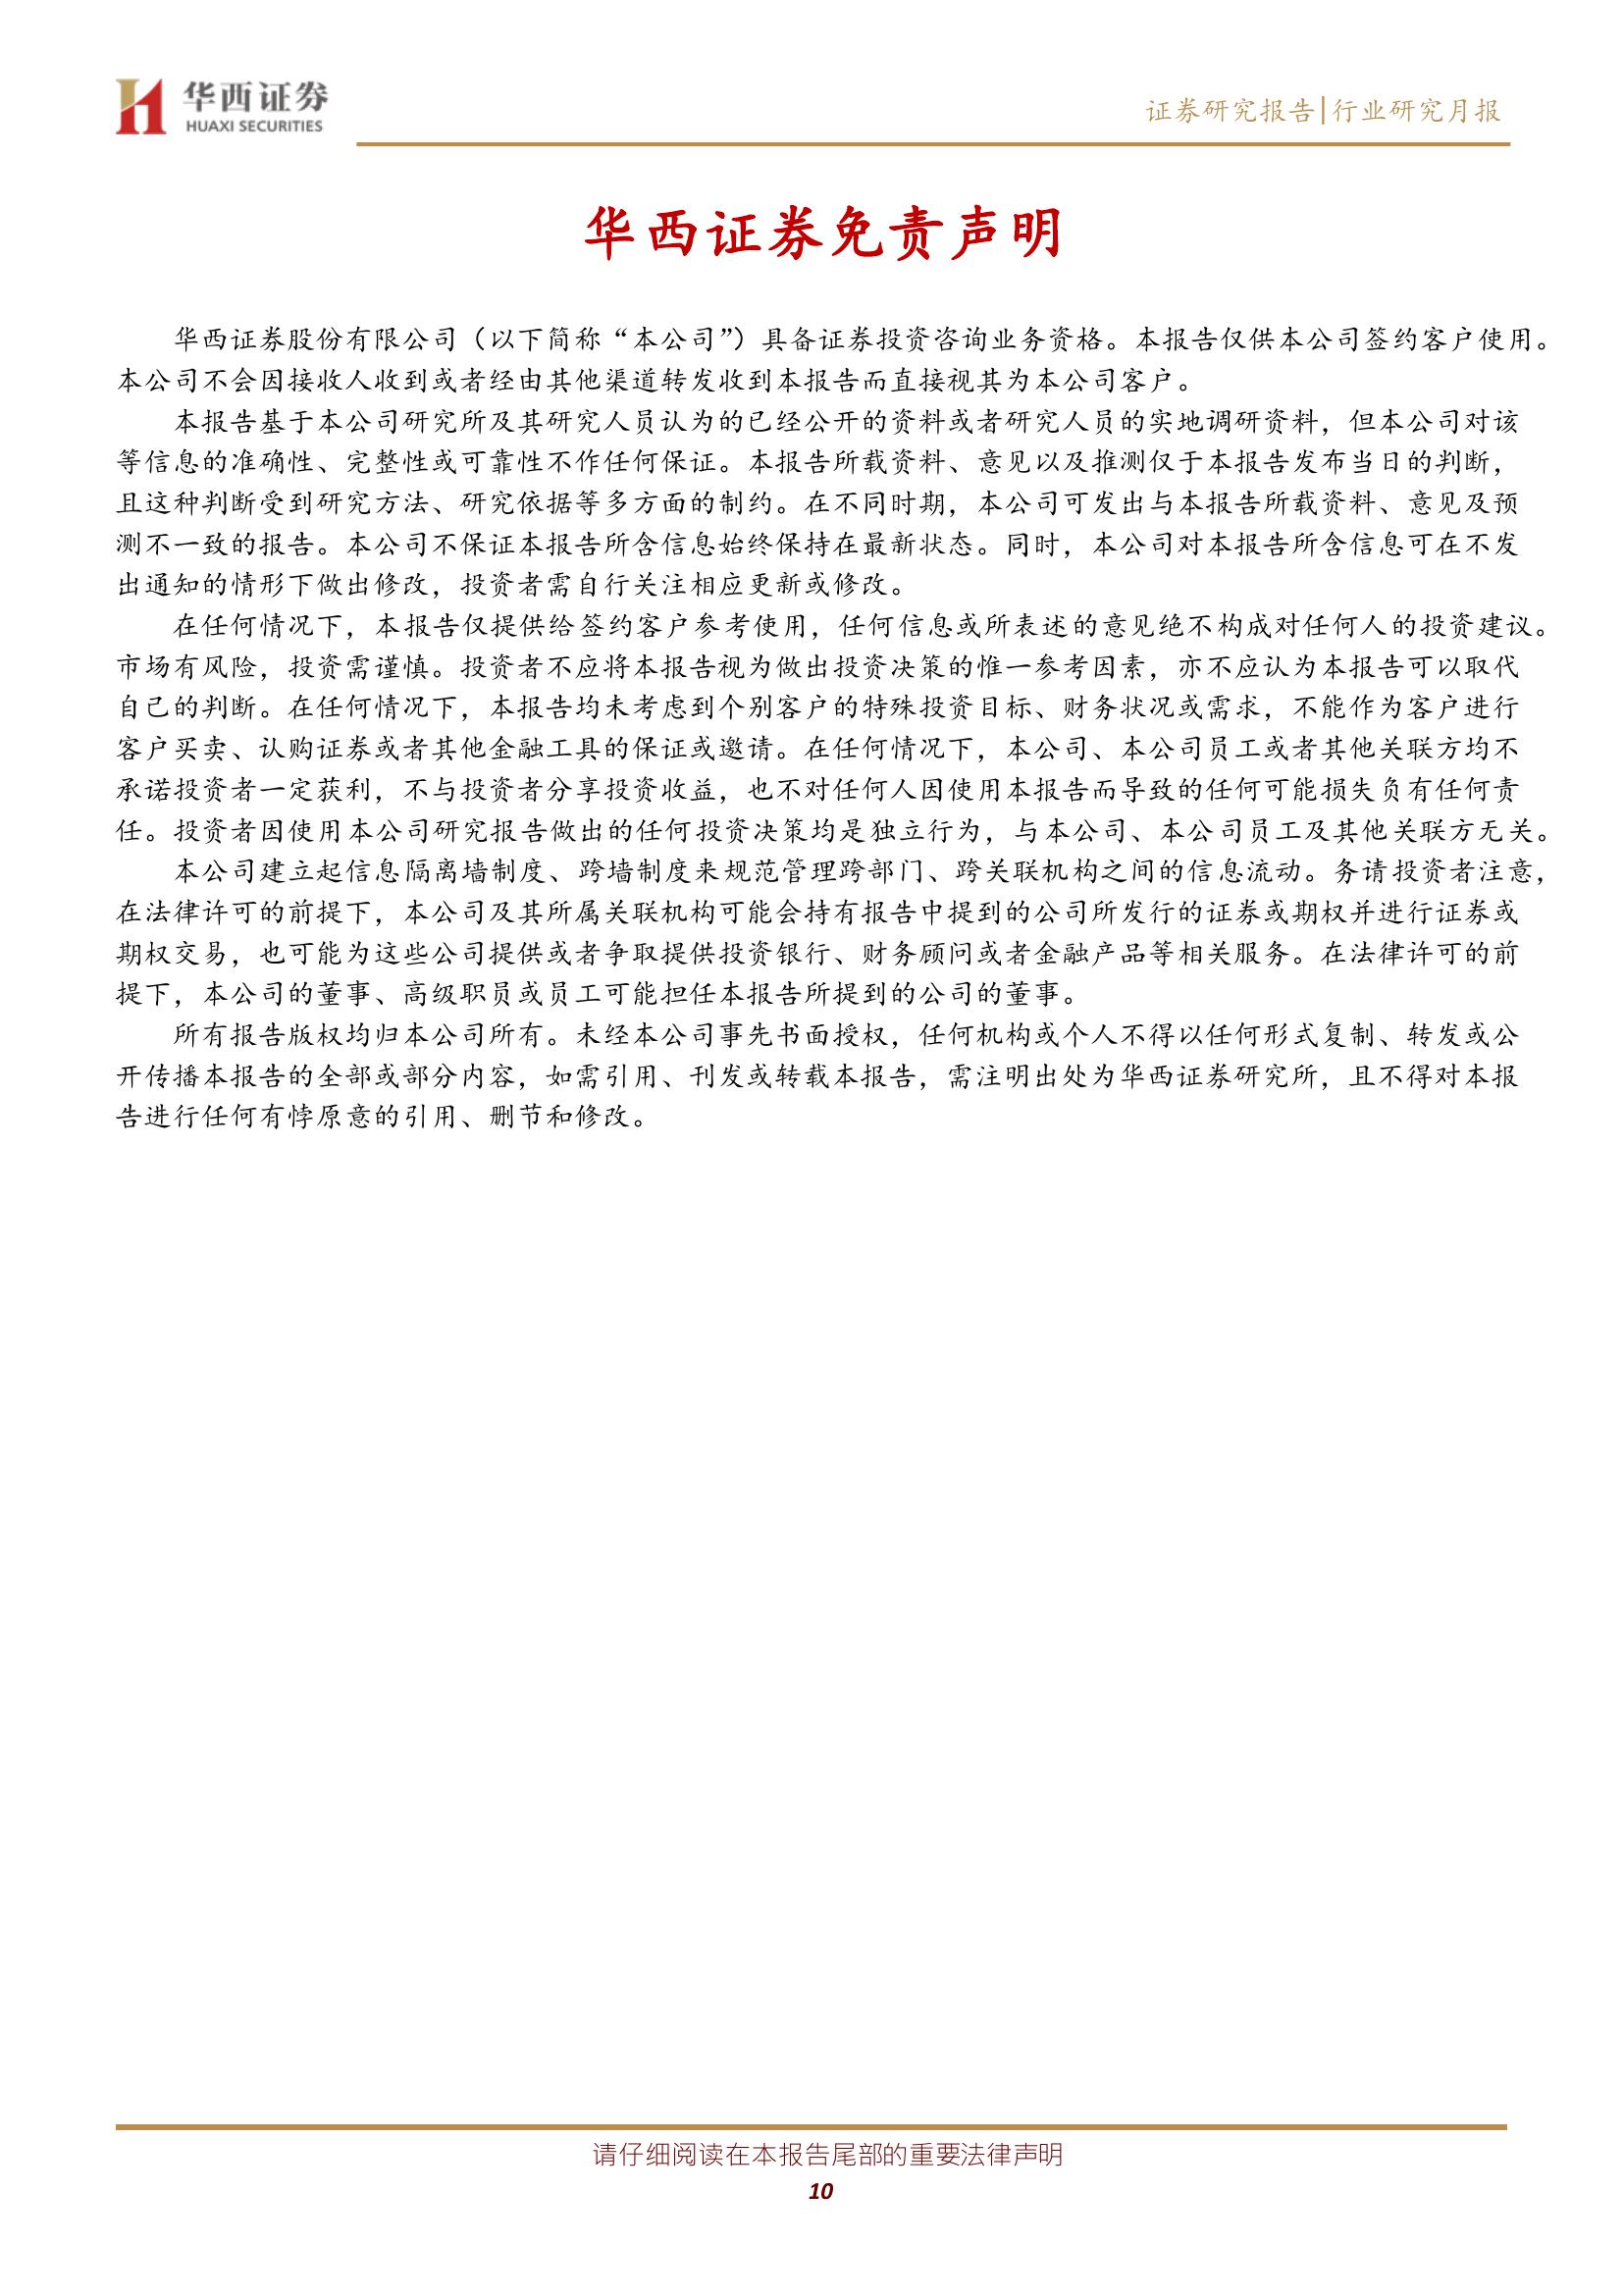 华西证券
HUAXI SECURITIES
证券研究报告|行业研究月报
华西证券免责声明
华西证券股份有限公司（以下简称“本公司”）具备证券投资咨询业务资格。本报告仅供本公司签约客户使用。
本公司不会因接收人收到或者经由其他渠道转发收到本报告而直接视其为本公司客户。
本报告基于本公司研究所及其研究人员认为的已经公开的资料或者研究人员的实地调研资料，但本公司对该
等信息的准确性、完整性或可靠性不作任何保证。本报告所载资料、意见以及推测仅于本报告发布当日的判断，
且这种判断受到研究方法、研究依据等多方面的制约。在不同时期，本公司可发出与本报告所载资料、意见及预
测不一致的报告。本公司不保证本报告所含信息始终保持在最新状态。同时，本公司对本报告所含信息可在不发
出通知的情形下做出修改，投资者需自行关注相应更新或修改。
在任何情况下，本报告仅提供给签约客户参考使用，任何信息或所表述的意见绝不构成对任何人的投资建议。
市场有风险，投资需谨慎。投资者不应将本报告视为做出投资决策的惟一参考因素，亦不应认为本报告可以取代
自己的判断。在任何情况下，本报告均未考虑到个别客户的特殊投资目标、财务状况或需求，不能作为客户进行
客户买卖、认购证券或者其他金融工具的保证或邀请。在任何情况下，本公司、本公司员工或者其他关联方均不
承诺投资者一定获利，不与投资者分享投资收益，也不对任何人因使用本报告而导致的任何可能损失负有任何责
任。投资者因使用本公司研究报告做出的任何投资决策均是独立行为，与本公司、本公司员工及其他关联方无关。
本公司建立起信息隔离墙制度、跨墙制度来规范管理跨部门、跨关联机构之间的信息流动。务请投资者注意，
在法律许可的前提下，本公司及其所属关联机构可能会持有报告中提到的公司所发行的证券或期权并进行证券或
期权交易，也可能为这些公司提供或者争取提供投资银行、财务顾问或者金融产品等相关服务。在法律许可的前
提下，本公司的董事、高级职员或员工可能担任本报告所提到的公司的董事。
所有报告版权均归本公司所有。未经本公司事先书面授权，任何机构或个人不得以任何形式复制、转发或公
开传播本报告的全部或部分内容，如需引用、刊发或转载本报告，需注明出处为华西证券研究所，且不得对本报
告进行任何有悖原意的引用、删节和修改。
请仔细阅读在本报告尾部的重要法律声明
10